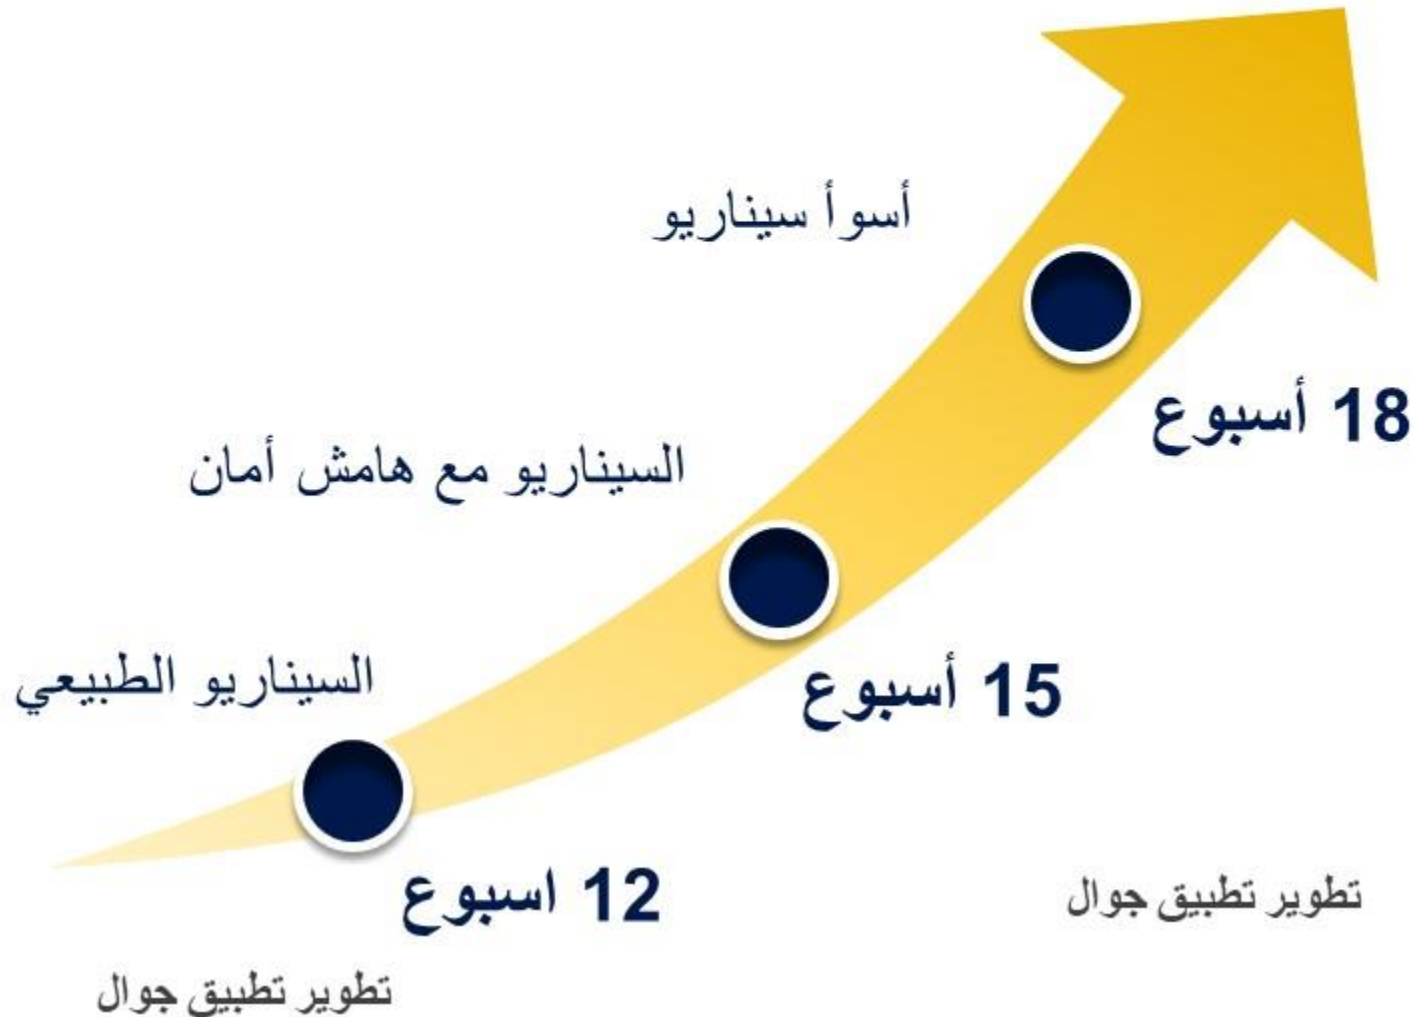 أسوأ سيناريو
18 أسبوع
السيناريو مع هامش أمان
15 أسبوع
السيناريو الطبيعي
12 اسبوع
تطوير تطبيق جوال
تطوير تطبيق جوال